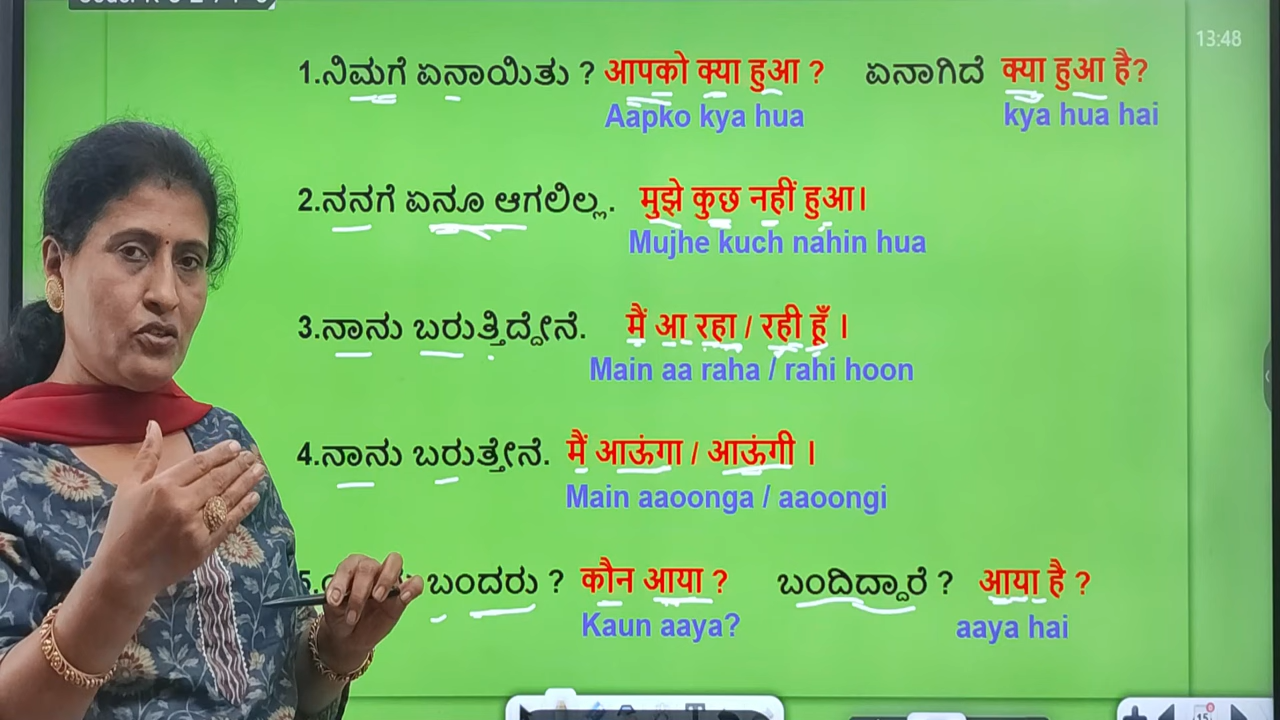 13:48
1.ನಿಮಗೆ ಏನಾಯಿತು ? आपको क्या हुआ ? ಏನಾಗಿದೆ क्या हुआ है?
Aapko kya hua kya hua hai
2.ನನಗೆ ಏನೂ ಆಗಲಿಲ್ಲ. मुझे कुछ नहीं हुआ।
Mujhe kuch nahin hua
3.ನಾನು ಬರುತ್ತಿದ್ದೇನೆ. मैं आ रहा / रही हूँ ।
Main aa raha / rahi hoon
4.ನಾನು ಬರುತ್ತೇನೆ. मैं आऊंगा / आऊंगी ।
Main aaoonga / aaoongi
5. ಬಂದರು ? कौन आया ? ಬಂದಿದ್ದಾರೆ ? आया है ?
Kaun aaya? aaya hai